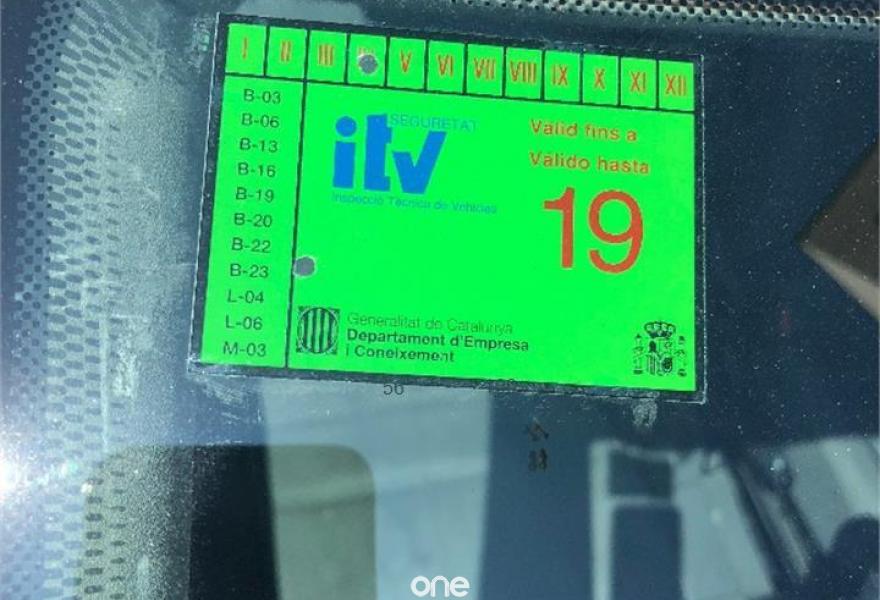 I II III V VI VII VIII IX X XI XII
B-03
B-06
B-13
B-16
B-19
B-20
B-22
B-23
L-04
L-06
M-03
SEGURETAT
itv
Inspecció Tècnica de Vehicles
Vàlid fins a
Válido hasta
19
Generalitat de Catalunya
Departament d'Empresa
i Coneixement
56
one